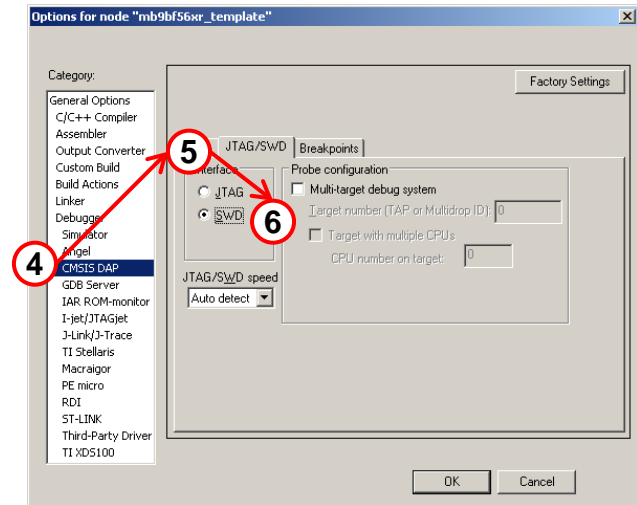 Options for node "mb9bf56xr_template"
Category:
Factory Settings
General Options
C/C++ Compiler
Assembler
Output Converter
Custom Build
Build Actions
Linker
Debugger
Simulator
Angel
CMSIS DAP
GDB Server
IAR ROM-monitor
I-jet/JTAGjet
J-Link/J-Trace
TI Stellaris
Macraigor
PE micro
RDI
ST-LINK
Third-Party Driver
TI XDS100
4
5
6
JTAG/SWD
Breakpoints
Interface
JTAG
SWD
JTAG/SWD speed
Auto detect
Probe configuration
Multi-target debug system
Target number (TAP or Multidrop ID): 0
Target with multiple CPUs
CPU number on target: 0
OK
Cancel